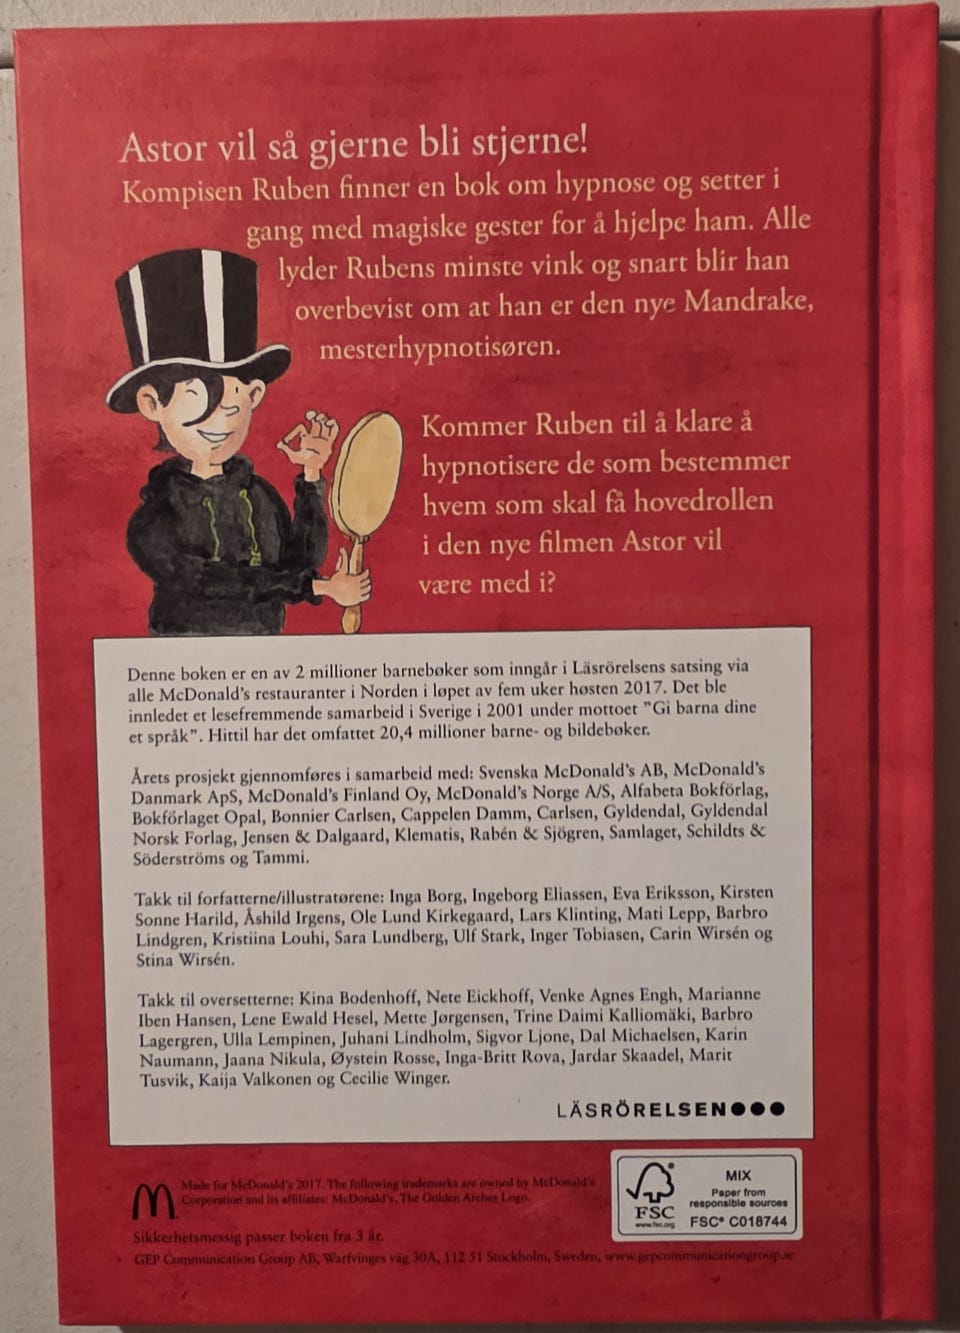 Astor vil så gjerne bli stjerne!
Kompisen Ruben finner en bok om hypnose og setter i
gang med magiske gester for å hjelpe ham. Alle
lyder Rubens minste vink og snart blir han
overbevist om at han er den nye Mandrake,
mesterhypnotisøren.
Kommer Ruben til å klare å
hypnotisere de som bestemmer
hvem som skal få hovedrollen
i den nye filmen Astor vil
være med i?
Denne boken er en av 2 millioner barnebøker som inngår i Läsrörelsens satsing via
alle McDonald's restauranter i Norden i løpet av fem uker høsten 2017. Det ble
innledet et lesefremmende samarbeid i Sverige i 2001 under mottoet "Gi barna dine
et språk". Hittil har det omfattet 20,4 millioner barne- og bildebøker.
Årets prosjekt gjennomføres i samarbeid med: Svenska McDonald's AB, McDonald's
Danmark ApS, McDonald's Finland Oy, McDonald's Norge A/S, Alfabeta Bokförlag,
Bokförlaget Opal, Bonnier Carlsen, Cappelen Damm, Carlsen, Gyldendal, Gyldendal
Norsk Forlag, Jensen & Dalgaard, Klematis, Rabén & Sjögren, Samlaget, Schildts &
Söderströms og Tammi.
Takk til forfatterne/illustratørene: Inga Borg, Ingeborg Eliassen, Eva Eriksson, Kirsten
Sonne Harild, Åshild Irgens, Ole Lund Kirkegaard, Lars Klinting, Mati Lepp, Barbro
Lindgren, Kristiina Louhi, Sara Lundberg, Ulf Stark, Inger Tobiasen, Carin Wirsén og
Stina Wirsén.
Takk til oversetterne: Kina Bodenhoff, Nete Eickhoff, Venke Agnes Engh, Marianne
Iben Hansen, Lene Ewald Hesel, Mette Jørgensen, Trine Daimi Kalliomäki, Barbro
Lagergren, Ulla Lempinen, Juhani Lindholm, Sigvor Ljone, Dal Michaelsen, Karin
Naumann, Jaana Nikula, Øystein Rosse, Inga-Britt Rova, Jardar Skaadel, Marit
Tusvik, Kaija Valkonen og Cecilie Winger.
LÄSRÖRELSEN●●●
Made for McDonald's 2017. The following trademarks are owned by McDonald's
Corporation and its affiliates: McDonald's, The Golden Arches Logo.
Sikkerhetsmessig passer boken fra 3 år.
GEP Communication Group AB, Warfvinges väg 30A, 112 51 Stockholm, Sweden, www.gepcommunicationgroup.se
FSC
www.fsc.org
MIX
Paper from
responsible sources
FSC® C018744